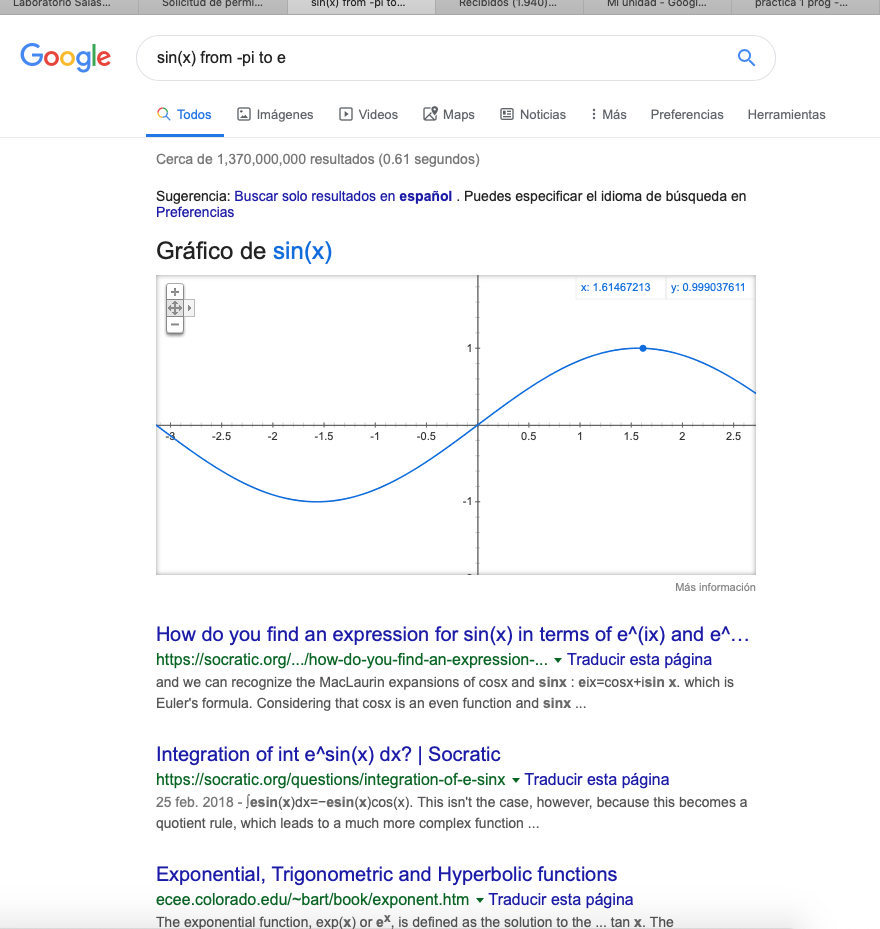 Laboratorio Salas...
Solicitud de permi...
sin(x) from -pi to...
Recibidos (1.940)...
Mi unidad - Googl...
practica 1 prog -...
Google
sin(x) from -pi to e
Todos
Imágenes
Videos
Maps
Noticias
Más
Preferencias
Herramientas
Cerca de 1,370,000,000 resultados (0.61 segundos)
Sugerencia: Buscar solo resultados en español . Puedes especificar el idioma de búsqueda en
Preferencias
Gráfico de sin(x)
x: 1.61467213
y: 0.999037611
1
-3
-2.5
-2
-1.5
-1
-0.5
0.5
1
1.5
2
2.5
-1
Más información
How do you find an expression for sin(x) in terms of e^(ix) and e^...
https://socratic.org/.../how-do-you-find-an-expression-... Traducir esta página
and we can recognize the MacLaurin expansions of cosx and sinx : eix=cosx+isin x. which is
Euler's formula. Considering that cosx is an even function and sinx ...
Integration of int e^sin(x) dx? | Socratic
https://socratic.org/questions/integration-of-e-sinx Traducir esta página
25 feb. 2018 - ∫esin(x)dx=−esin(x)cos(x). This isn't the case, however, because this becomes a
quotient rule, which leads to a much more complex function ...
Exponential, Trigonometric and Hyperbolic functions
ecee.colorado.edu/~bart/book/exponent.htm Traducir esta página
The exponential function, exp(x) or e^x, is defined as the solution to the ... tan x. The